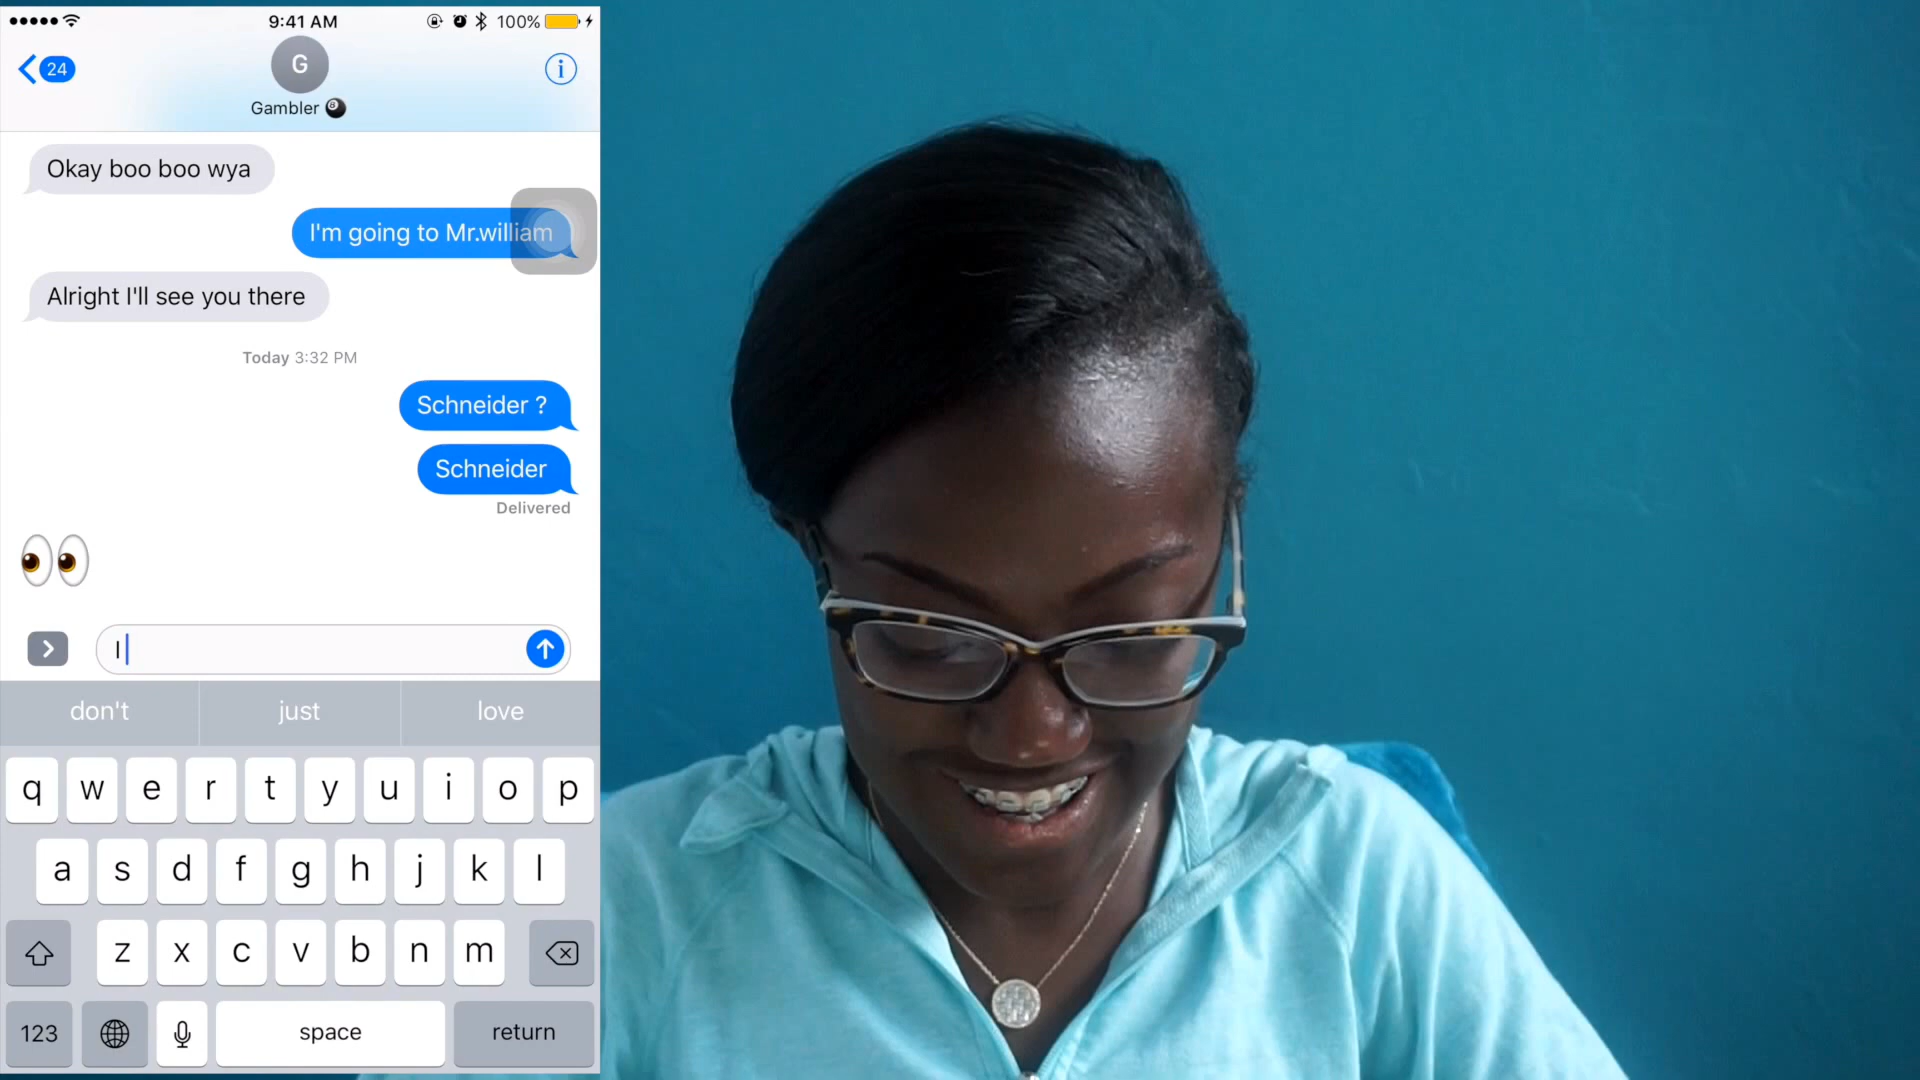 9:41 AM
100%
24
G
i
Gambler 🎱
Okay boo boo wya
I'm going to Mr.william
Alright I'll see you there
Today 3:32 PM
Schneider ?
Schneider
Delivered
👀
I
don't just love
q w e r t y u i o p
a s d f g h j k l
z x c v b n m
123 space return